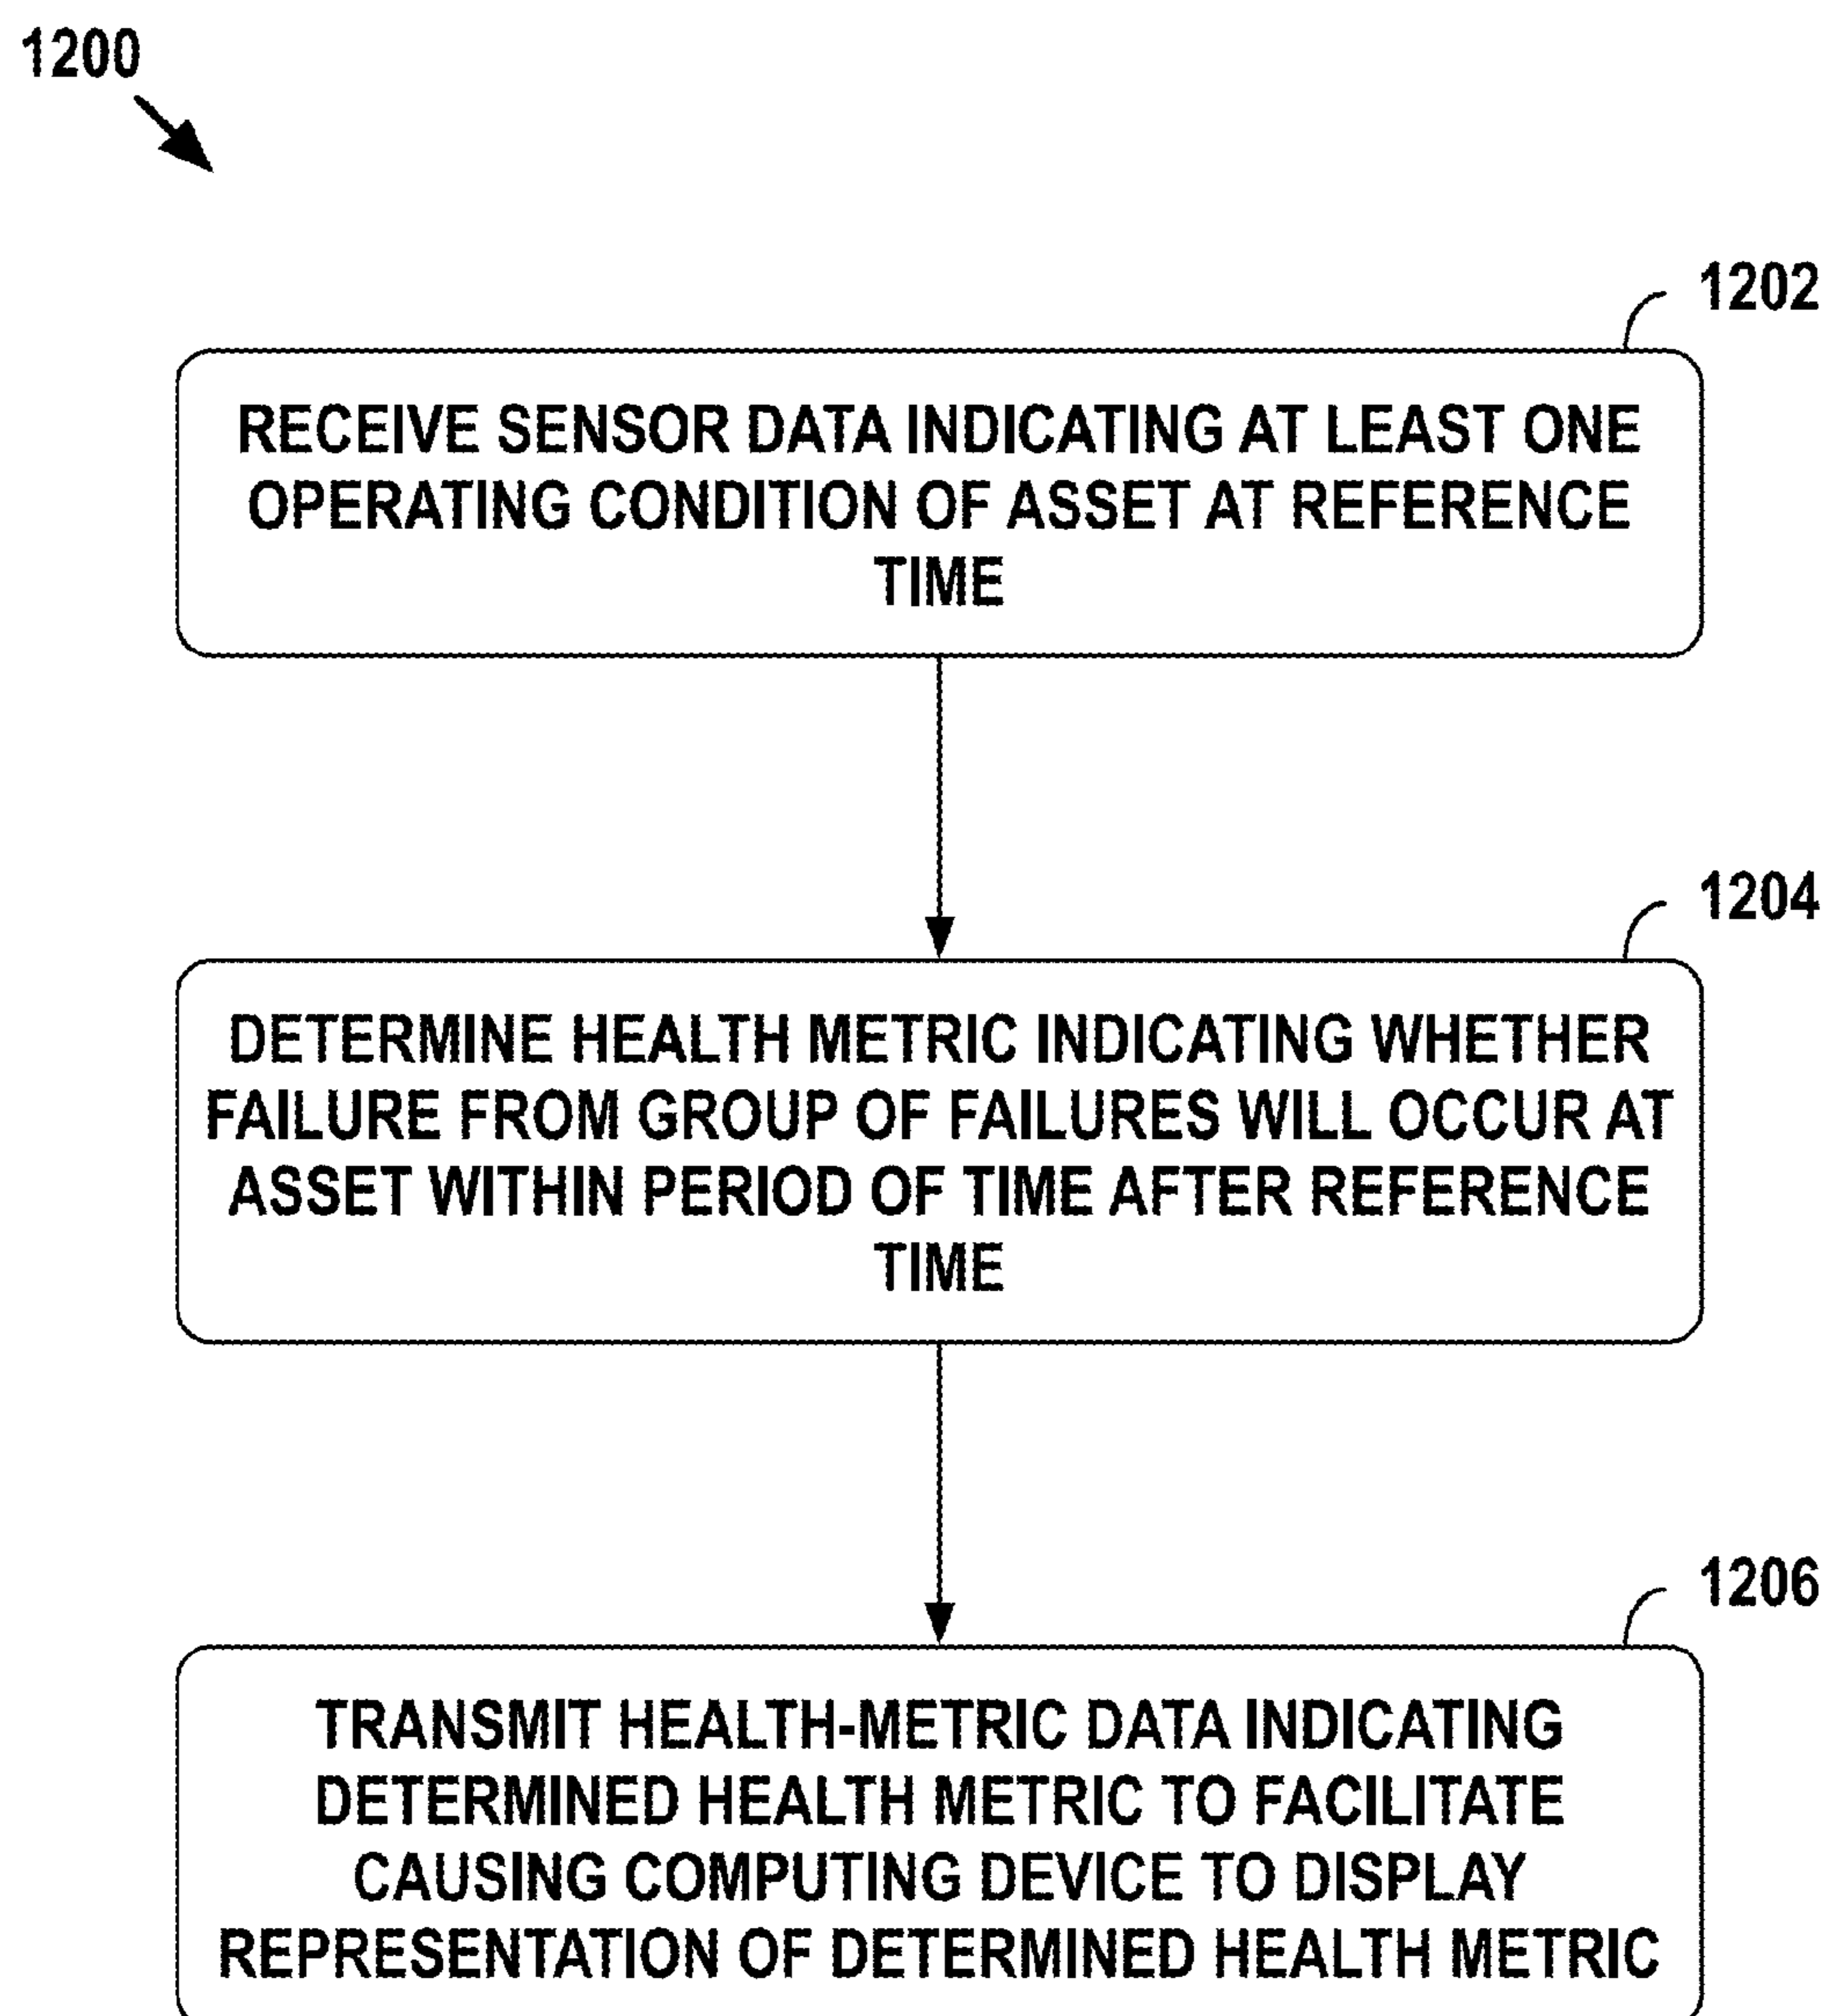 1200
1202
RECEIVE SENSOR DATA INDICATING AT LEAST ONE
OPERATING CONDITION OF ASSET AT REFERENCE
TIME
1204
DETERMINE HEALTH METRIC INDICATING WHETHER
FAILURE FROM GROUP OF FAILURES WILL OCCUR AT
ASSET WITHIN PERIOD OF TIME AFTER REFERENCE
TIME
1206
TRANSMIT HEALTH-METRIC DATA INDICATING
DETERMINED HEALTH METRIC TO FACILITATE
CAUSING COMPUTING DEVICE TO DISPLAY
REPRESENTATION OF DETERMINED HEALTH METRIC